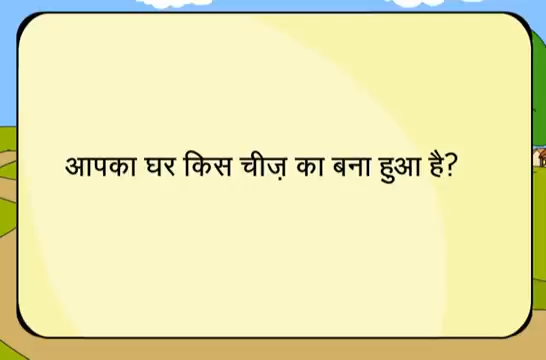 आपका घर किस चीज़ का बना हुआ है?